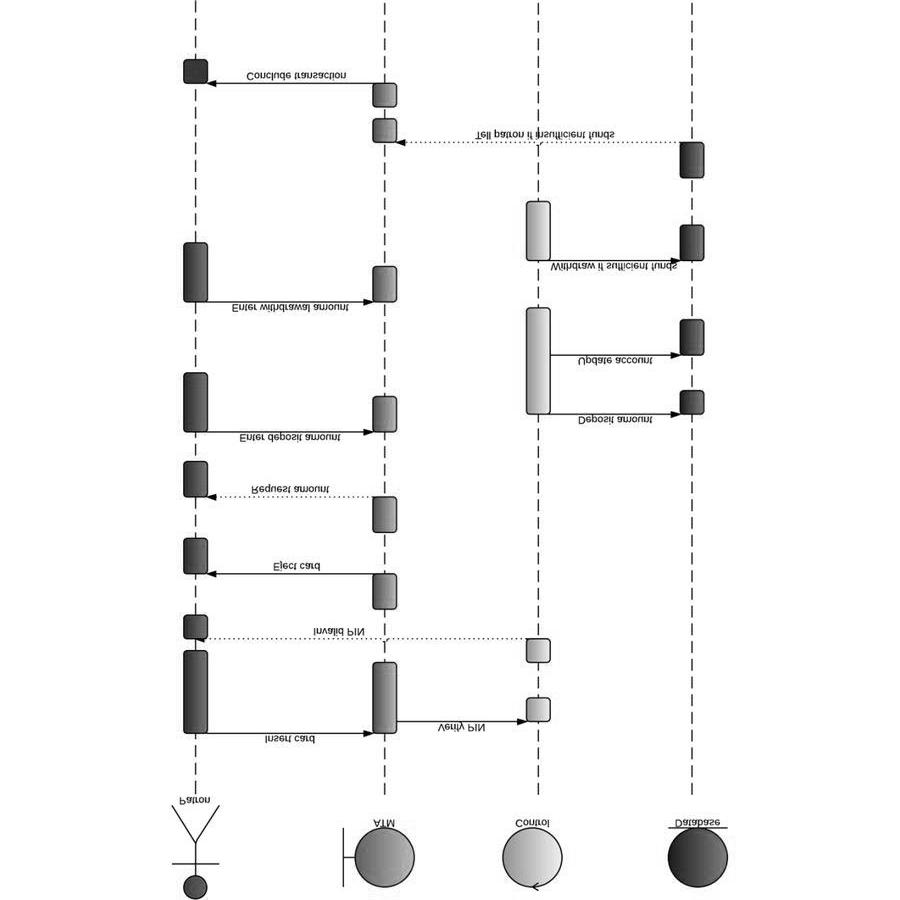 Patron
ATM
Control
Database
Insert card
Verify PIN
Invalid PIN
Eject card
Request amount
Enter deposit amount
Deposit amount
Update account
Enter withdrawal amount
Withdraw if sufficient funds
Tell patron if insufficient funds
Conclude transaction